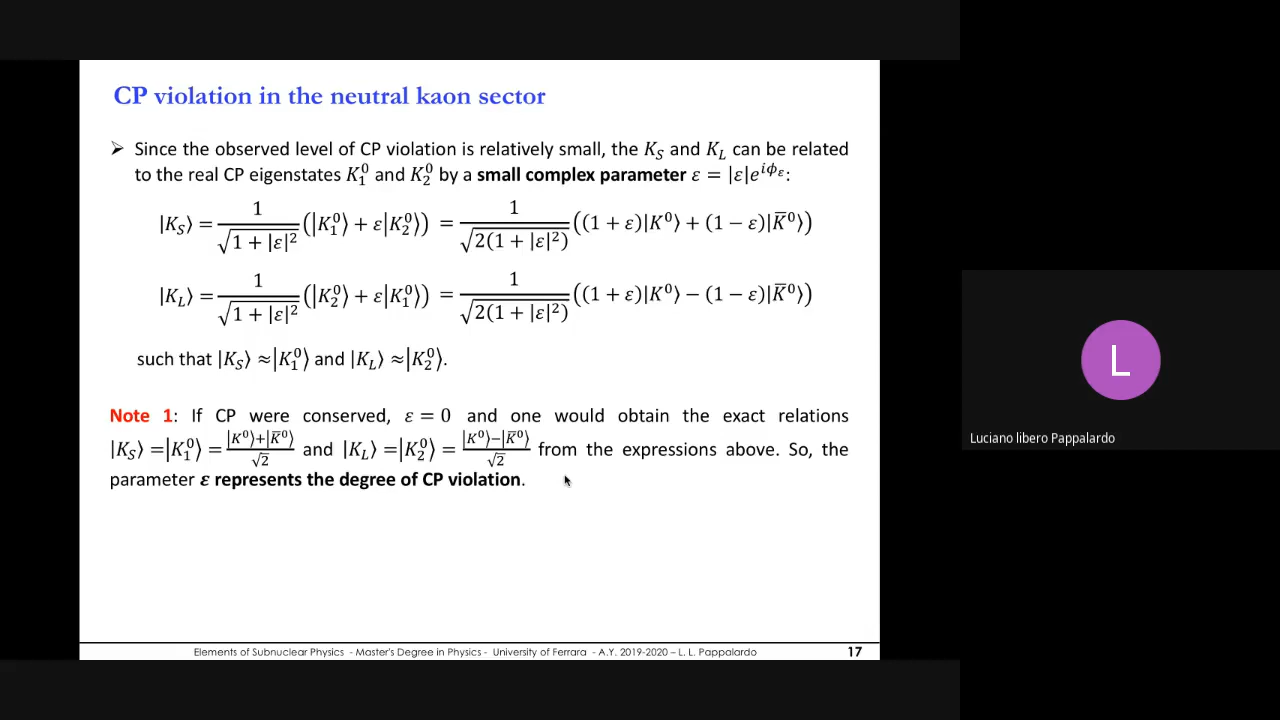 CP violation in the neutral kaon sector
➢ Since the observed level of CP violation is relatively small, the K_S and K_L can be related
to the real CP eigenstates K_1^0 and K_2^0 by a small complex parameter ε = |ε|e^{iϕ_ε}:
|K_S⟩ = 1/√(1 + |ε|²) (|K_1^0⟩ + ε|K_2^0⟩) = 1/√(2(1 + |ε|²)) ((1 + ε)|K^0⟩ + (1 − ε)|K̅^0⟩)
|K_L⟩ = 1/√(1 + |ε|²) (|K_2^0⟩ + ε|K_1^0⟩) = 1/√(2(1 + |ε|²)) ((1 + ε)|K^0⟩ − (1 − ε)|K̅^0⟩)
such that |K_S⟩ ≈ |K_1^0⟩ and |K_L⟩ ≈ |K_2^0⟩.
Note 1: If CP were conserved, ε = 0 and one would obtain the exact relations
|K_S⟩ = |K_1^0⟩ = (|K^0⟩+|K̅^0⟩)/√2 and |K_L⟩ = |K_2^0⟩ = (|K^0⟩−|K̅^0⟩)/√2 from the expressions above. So, the
parameter ε represents the degree of CP violation.
Elements of Subnuclear Physics - Master's Degree in Physics - University of Ferrara - A.Y. 2019-2020 – L. L. Pappalardo 17
L
Luciano libero Pappalardo